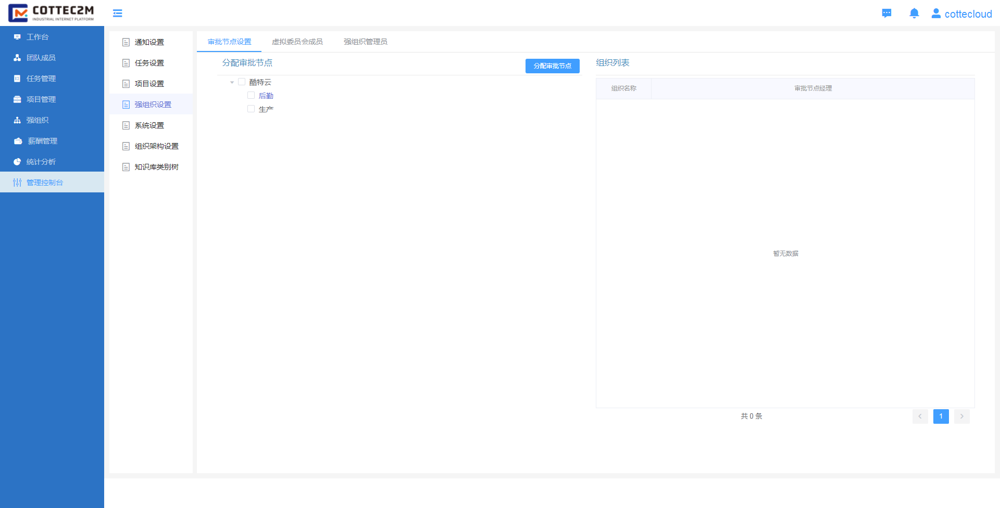 COTTEC2M
INDUSTRIAL INTERNET PLATFORM
cottecloud
工作台
团队成员
任务管理
项目管理
强组织
薪酬管理
统计分析
管理控制台
通知设置
任务设置
项目设置
强组织设置
系统设置
组织架构设置
知识库类别树
审批节点设置 虚拟委员会成员 强组织管理员
分配审批节点 分配审批节点
酷特云
后勤
生产
组织列表
组织名称 审批节点经理
暂无数据
共 0 条 1